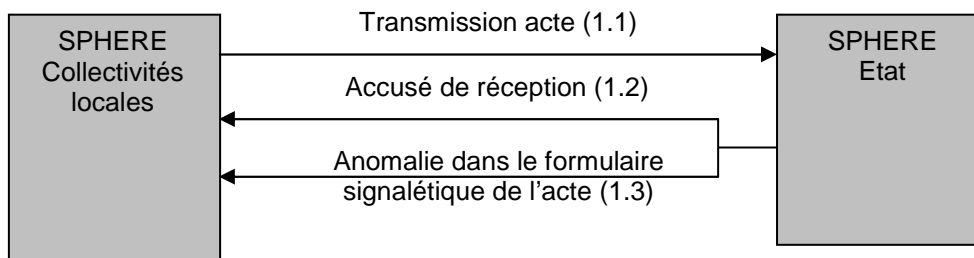 SPHERE
Collectivités
locales
Transmission acte (1.1)
Accusé de réception (1.2)
Anomalie dans le formulaire
signalétique de l'acte (1.3)
SPHERE
Etat